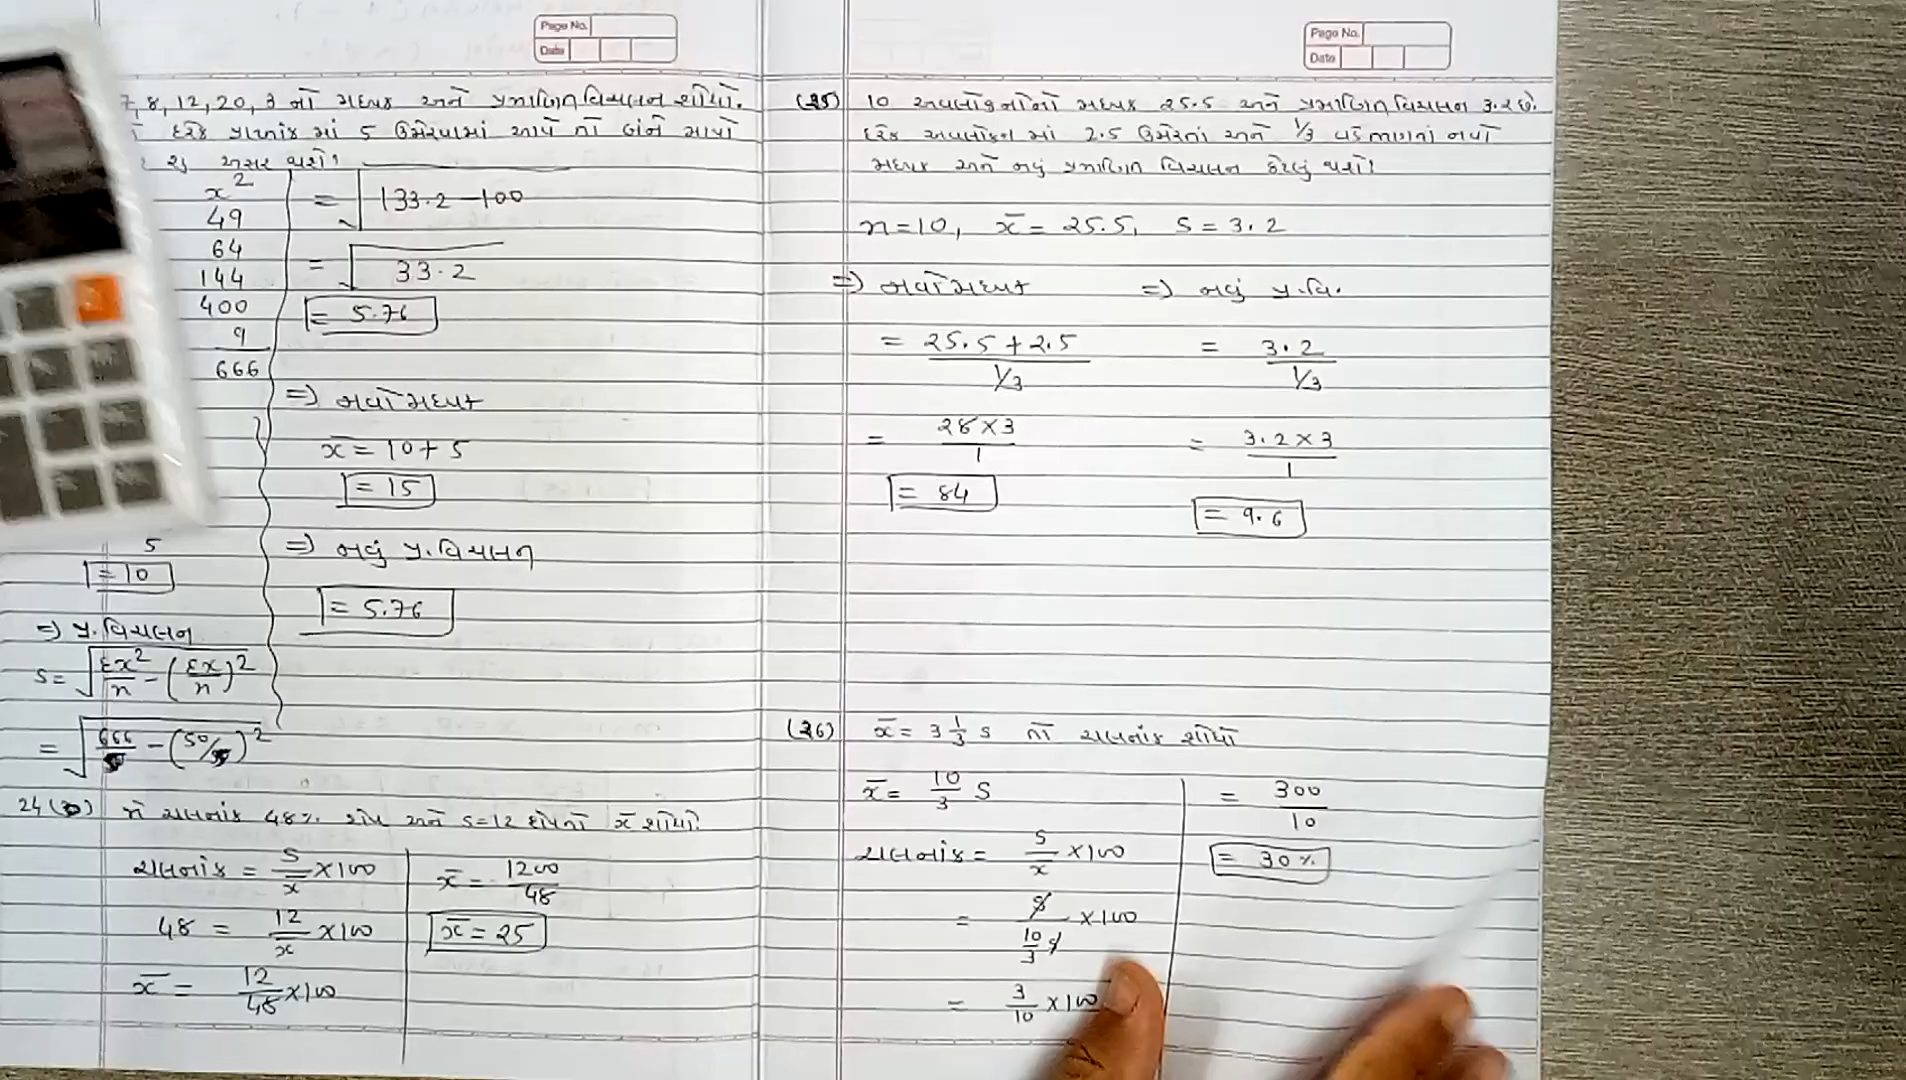 Page No.
Date
7, 8, 12, 20, 3 નો મધ્યક અને પ્રમાણિત વિચલન શોધો.
દરેક પ્રાપ્તાંક માં 5 ઉમેરવામાં આવે તો બંને માપો
શુ અસર થશે?
x²
49
64
144
400
9
666
= √133.2 - 100
= √33.2
= 5.76
=> નવો મધ્યક
x̄ = 10 + 5
= 15
=> નવું પ્ર. વિચલન
= 5.76
5
= 10
=> પ્ર. વિચલન
s = √Σx²/n - (Σx/n)²
= √666/5 - (50/5)²
24 જો ચલનાંક 48% હોય અને s=12 હોય તો x̄ શોધો.
ચલનાંક = s/x̄ × 100
48 = 12/x̄ × 100
x̄ = 12/48 × 100
x̄ = 1200/48
x̄ = 25
Page No.
Date
(25) 10 અવલોકનોનો મધ્યક 25.5 અને પ્રમાણિત વિચલન 3.2 છે.
દરેક અવલોકન માં 2.5 ઉમેરતાં અને 1/3 વડે ભાગતાં નવો
મધ્યક અને નવું પ્રમાણિત વિચલન કેટલું થશે?
n = 10, x̄ = 25.5, s = 3.2
=> નવો મધ્યક
= 25.5 + 2.5 / 1/3
= 28 × 3 / 1
= 84
=> નવું પ્ર. વિ.
= 3.2 / 1/3
= 3.2 × 3 / 1
= 9.6
(26) x̄ = 3 1/3 s તો ચલનાંક શોધો
x̄ = 10/3 s
ચલનાંક = s/x̄ × 100
= s / 10/3 s × 100
= 3/10 × 100
= 300/10
= 30%